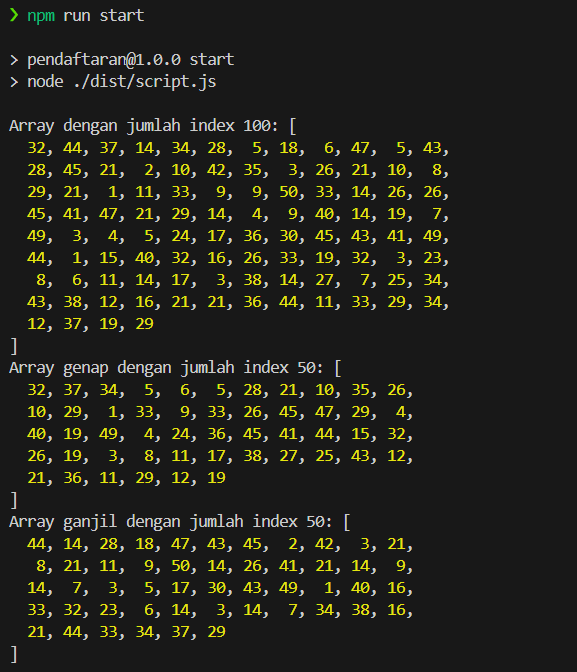 ❯ npm run start

> pendaftaran@1.0.0 start
> node ./dist/script.js

Array dengan jumlah index 100: [
  32, 44, 37, 14, 34, 28,  5, 18,  6, 47,  5, 43,
  28, 45, 21,  2, 10, 42, 35,  3, 26, 21, 10,  8,
  29, 21,  1, 11, 33,  9,  9, 50, 33, 14, 26, 26,
  45, 41, 47, 21, 29, 14,  4,  9, 40, 14, 19,  7,
  49,  3,  4,  5, 24, 17, 36, 30, 45, 43, 41, 49,
  44,  1, 15, 40, 32, 16, 26, 33, 19, 32,  3, 23,
   8,  6, 11, 14, 17,  3, 38, 14, 27,  7, 25, 34,
  43, 38, 12, 16, 21, 21, 36, 44, 11, 33, 29, 34,
  12, 37, 19, 29
]
Array genap dengan jumlah index 50: [
  32, 37, 34,  5,  6,  5, 28, 21, 10, 35, 26,
  10, 29,  1, 33,  9, 33, 26, 45, 47, 29,  4,
  40, 19, 49,  4, 24, 36, 45, 41, 44, 15, 32,
  26, 19,  3,  8, 11, 17, 38, 27, 25, 43, 12,
  21, 36, 11, 29, 12, 19
]
Array ganjil dengan jumlah index 50: [
  44, 14, 28, 18, 47, 43, 45,  2, 42,  3, 21,
   8, 21, 11,  9, 50, 14, 26, 41, 21, 14,  9,
  14,  7,  3,  5, 17, 30, 43, 49,  1, 40, 16,
  33, 32, 23,  6, 14,  3, 14,  7, 34, 38, 16,
  21, 44, 33, 34, 37, 29
]